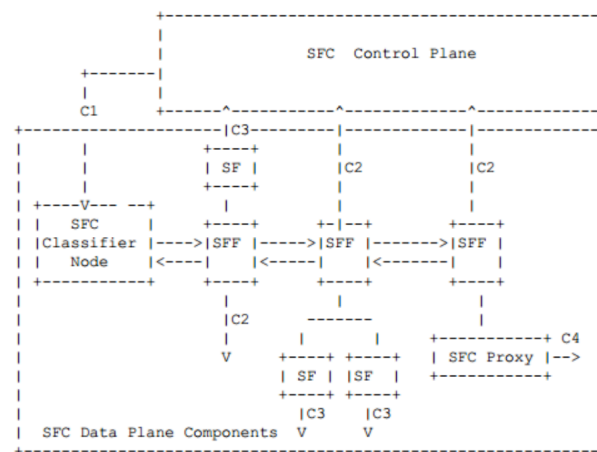 SFC Control Plane
C1
C3
SF
C2 C2
SFC
Classifier SFF SFF SFF
Node
C2
C4
SFC Proxy
SF SF
C3 C3
SFC Data Plane Components